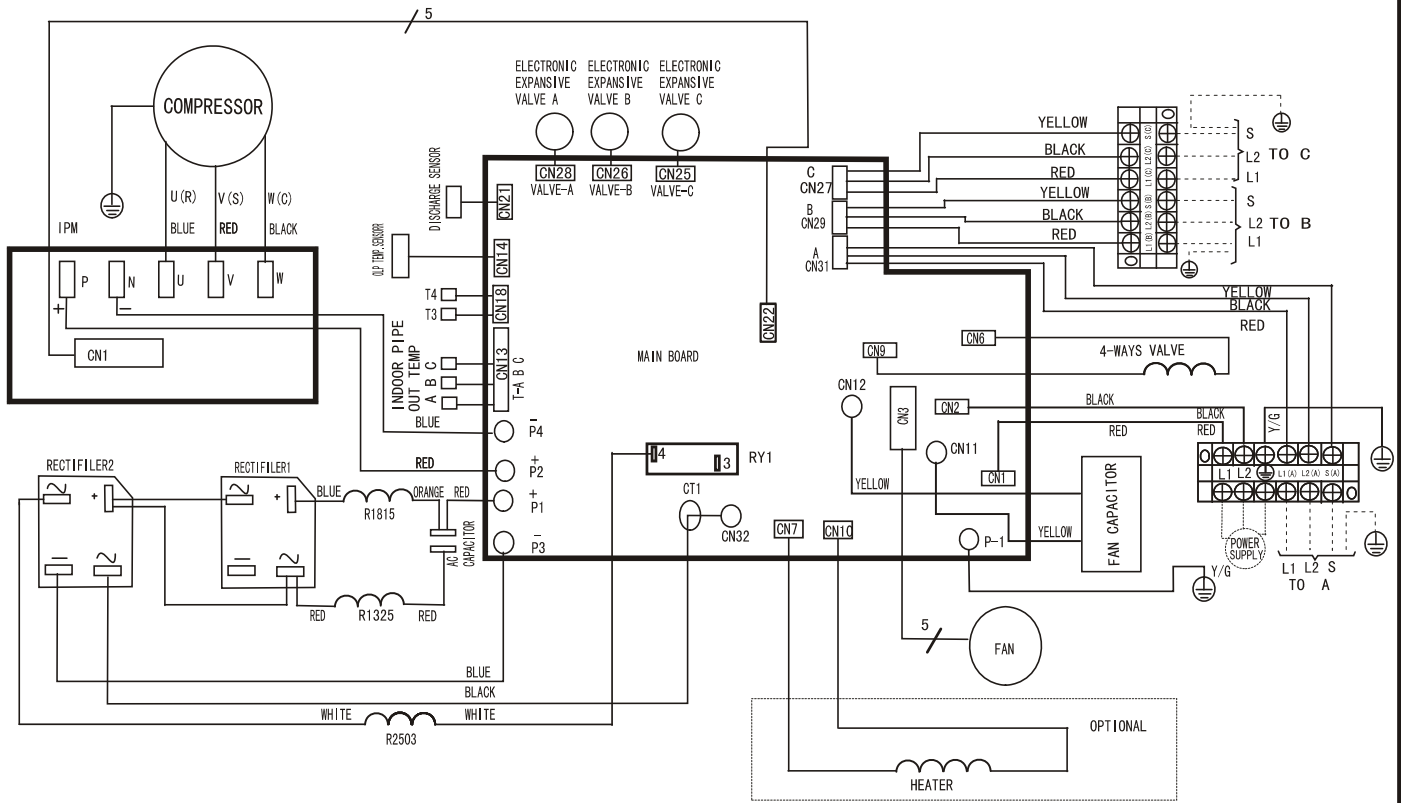 5
ELECTRONIC EXPANSIVE VALVE A
ELECTRONIC EXPANSIVE VALVE B
ELECTRONIC EXPANSIVE VALVE C
COMPRESSOR
U(R)
V(S)
W(C)
IPM
BLUE
RED
BLACK
P
N
U
V
W
+
−
CN1
DISCHARGE SENSOR
OLP TEMP.SENSORR
T4
T3
INDOOR PIPE
OUT TEMP
A B C
CN28
VALVE-A
CN26
VALVE-B
CN25
VALVE-C
CN21
CN14
CN18
CN13
T-A B C
CN22
MAIN BOARD
C
CN27
B
CN29
A
CN31
YELLOW
BLACK
RED
YELLOW
BLACK
RED
S(C)
L2(C)
L1(C)
S(B)
L2(B)
L1(B)
S
L2 TO C
L1
S
L2 TO B
L1
YELLOW
BLACK
RED
CN6
CN9
4-WAYS VALVE
CN12
CN3
CN2
CN11
CN1
BLACK
RED
BLACK
RED
Y/G
L1 L2
L1(A) L2(A) S(A)
POWER
SUPPLY
L1 L2 S
TO A
BLUE
−
P4
RED
+
P2
+
P1
−
P3
4
3
RY1
CT1
CN32
CN7
CN10
P-1
YELLOW
YELLOW
FAN CAPACITOR
Y/G
RECTIFILER2
+
RECTIFILER1
+
BLUE
R1815
ORANGE
RED
AC
CAPACITOR
RED
R1325
RED
BLUE
BLACK
WHITE
R2503
WHITE
5
FAN
OPTIONAL
HEATER